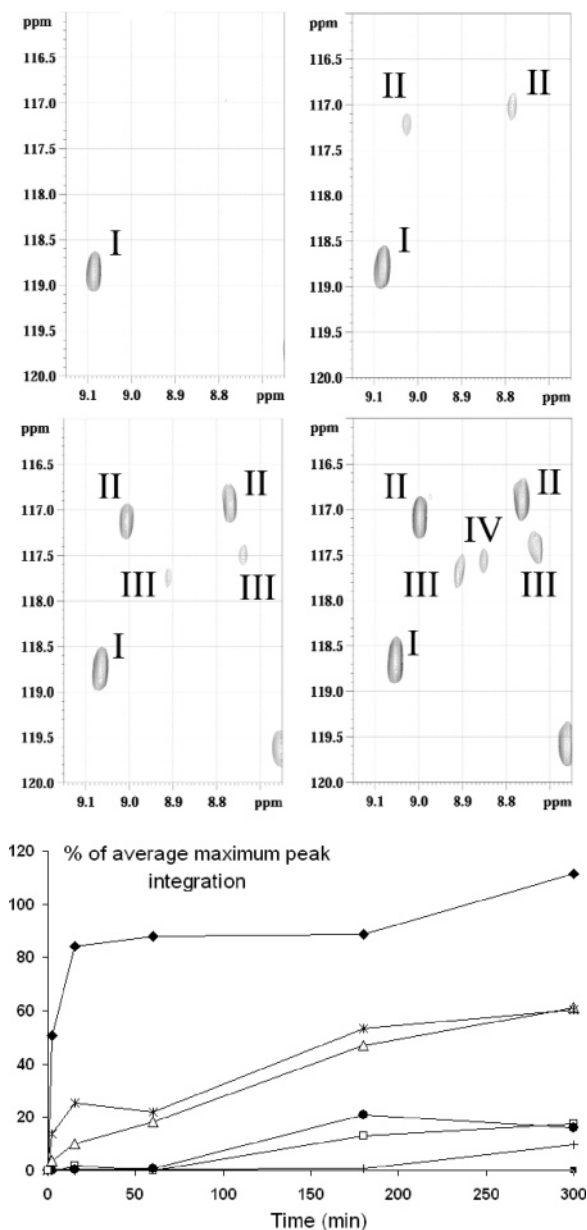 ppm
116.5
117.0
117.5
118.0
I
118.5
119.0
119.5
120.0
9.1 9.0 8.9 8.8 ppm
ppm
116.5
II II
117.0
117.5
118.0
I
118.5
119.0
119.5
120.0
9.1 9.0 8.9 8.8 ppm
ppm
116.5
II II
117.0
117.5
III III
118.0
I
118.5
119.0
119.5
120.0
9.1 9.0 8.9 8.8 ppm
ppm
116.5
II II
117.0
IV
117.5
III III
118.0
I
118.5
119.0
119.5
120.0
9.1 9.0 8.9 8.8 ppm
% of average maximum peak
integration
120
100
80
60
40
20
0
0 50 100 150 200 250 300
Time (min)